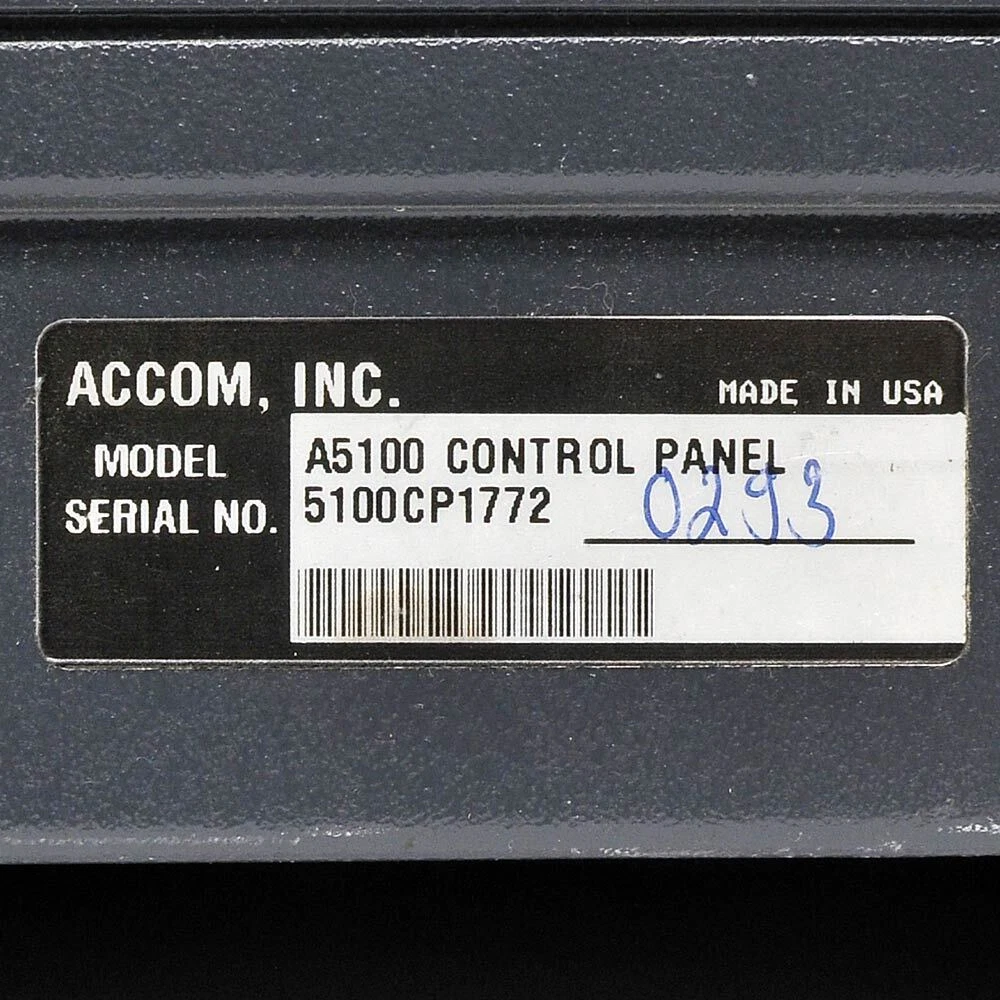 ACCOM, INC. MADE IN USA
MODEL A5100 CONTROL PANEL
SERIAL NO. 5100CP1772 0293